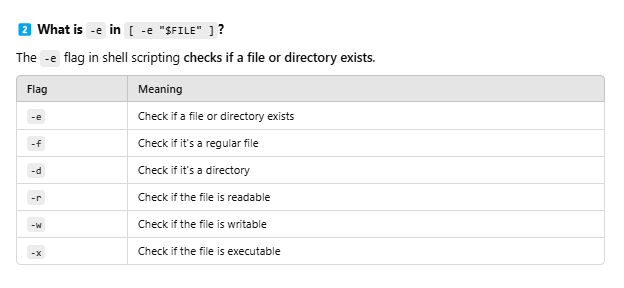 2 What is -e in [ -e "$FILE" ] ?
The -e flag in shell scripting checks if a file or directory exists.
Flag Meaning
-e Check if a file or directory exists
-f Check if it's a regular file
-d Check if it's a directory
-r Check if the file is readable
-w Check if the file is writable
-x Check if the file is executable